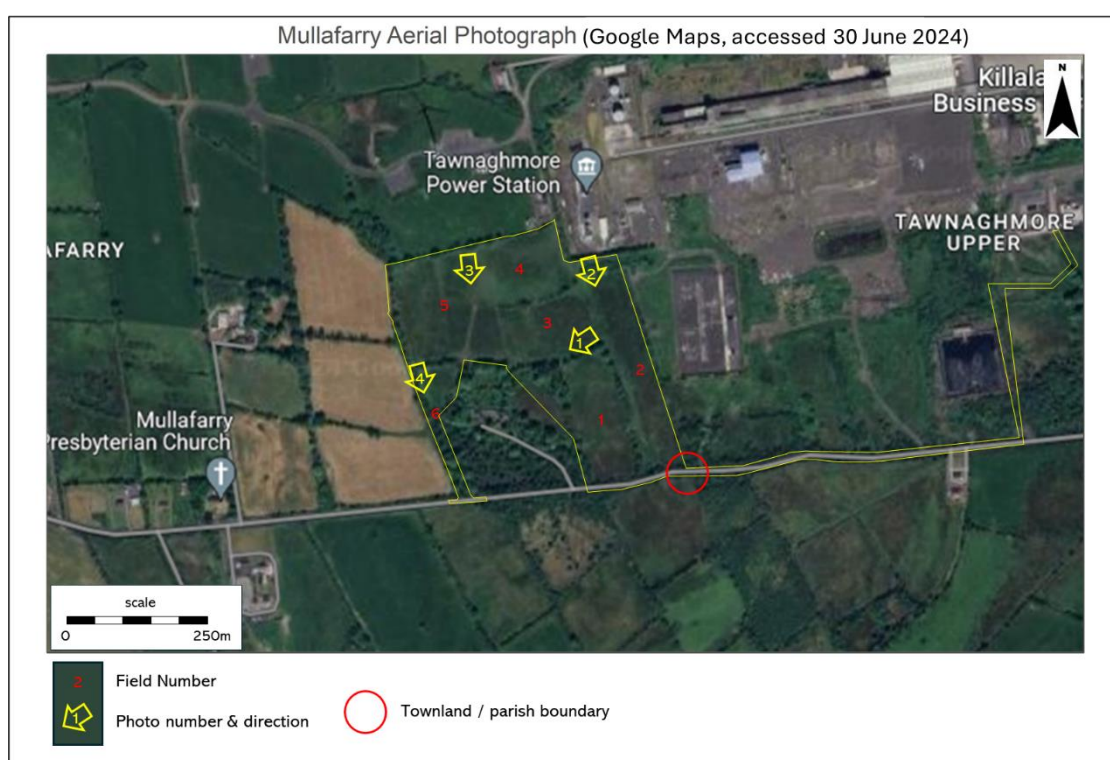 Mullafarry Aerial Photograph (Google Maps, accessed 30 June 2024)
N
Killala
Business
Tawnaghmore
Power Station
TAWNAGHMORE
UPPER
AFARRY
3
4
2
5
3
1
2
4
6
1
Mullafarry
Presbyterian Church
scale
0
250m
2
Field Number
1
Photo number & direction
Townland / parish boundary